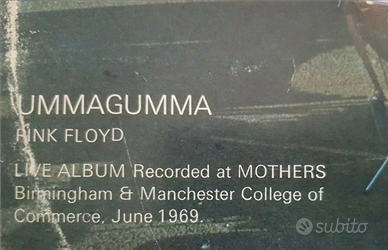 UMMAGUMMA
PINK FLOYD
LIVE ALBUM Recorded at MOTHERS
Birmingham & Manchester College of
Commerce, June 1969.
subito